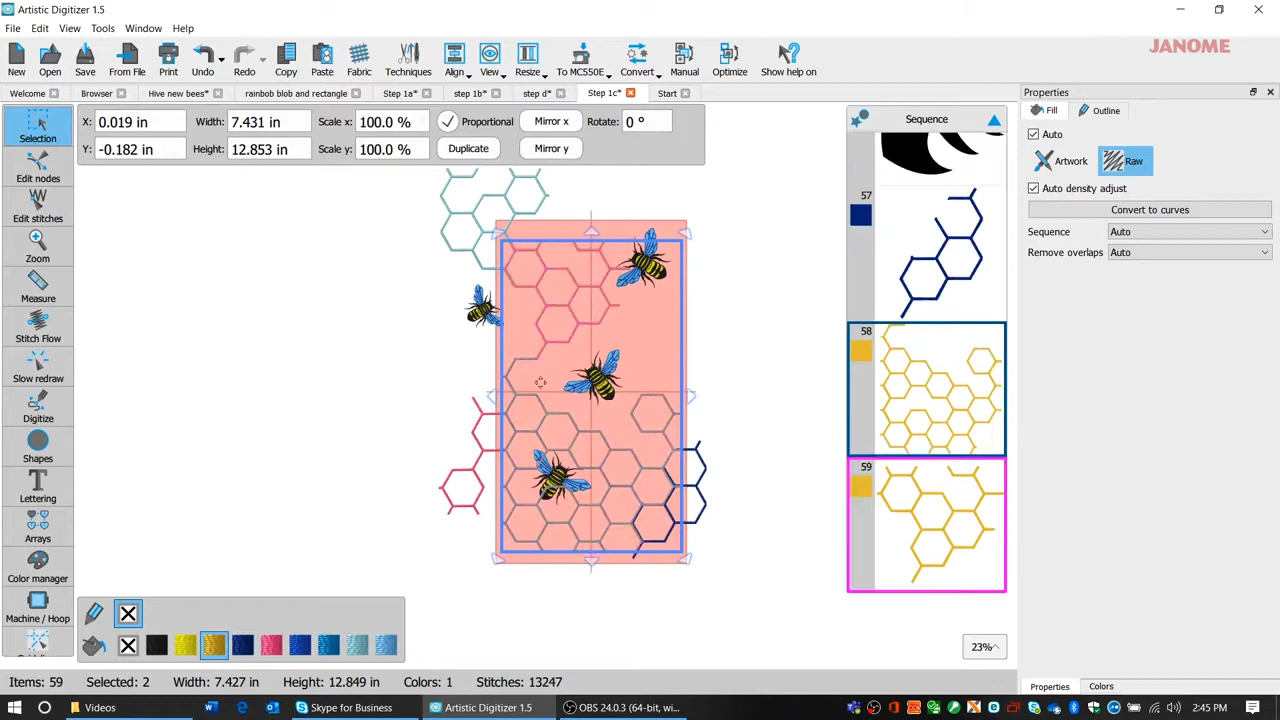 Artistic Digitizer 1.5
File Edit View Tools Window Help
JANOME
New Open Save From File Print Undo Redo Copy Paste Fabric Techniques Align View Resize To MC550E Convert Manual Optimize Show help on
Welcome Browser Hive new bees* rainbob blob and rectangle Step 1a* step 1b* step d* Step 1c* Start
Properties
X: 0.019 in Width: 7.431 in Scale x: 100.0 % Proportional Mirror x Rotate: 0 °
Y: -0.182 in Height: 12.853 in Scale y: 100.0 % Duplicate Mirror y
Sequence
Fill Outline
Auto
Artwork Raw
Auto density adjust
Convert to curves
Sequence Auto
Remove overlaps Auto
Selection
Edit nodes
Edit stitches
Zoom
Measure
Stitch Flow
Slow redraw
Digitize
Shapes
Lettering
Arrays
Color manager
Machine / Hoop
57
58
59
23%
Items: 59 Selected: 2 Width: 7.427 in Height: 12.849 in Colors: 1 Stitches: 13247
Properties Colors
Videos Skype for Business Artistic Digitizer 1.5 OBS 24.0.3 (64-bit, wi... 2:45 PM